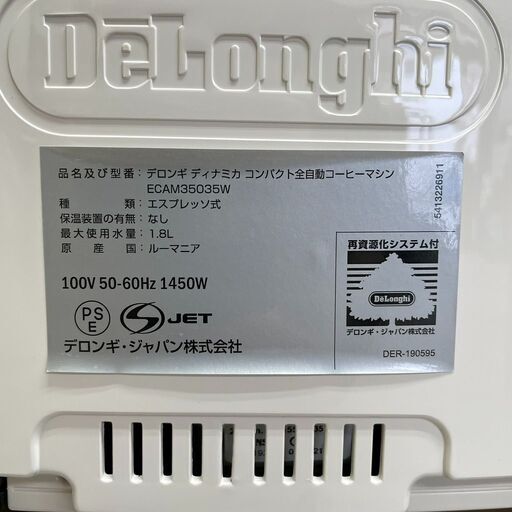 DeLonghi
品名及び型番：デロンギ ディナミカ コンパクト全自動コーヒーマシン
ECAM35035W
種類：エスプレッソ式
保温装置の有無：なし
最大使用水量：1.8L
原産国：ルーマニア
100V 50-60Hz 1450W
PS
E
S JET
デロンギ・ジャパン株式会社
5413226911
再資源化システム付
DeLonghi
デロンギ・ジャパン株式会社
DER-190595